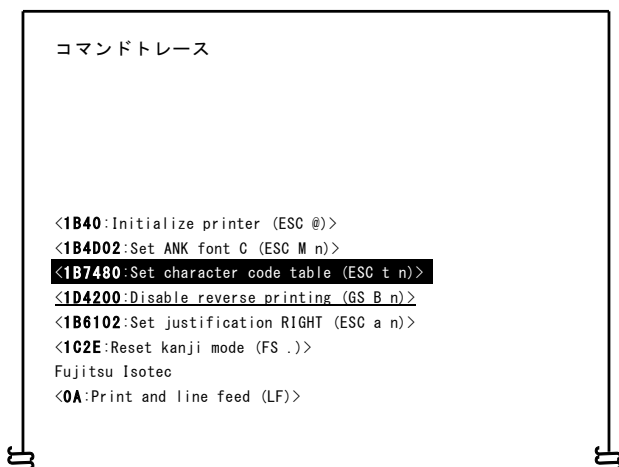 コマンドトレース
<1B40:Initialize printer (ESC @)>
<1B4D02:Set ANK font C (ESC M n)>
<1B7480:Set character code table (ESC t n)>
<1D4200:Disable reverse printing (GS B n)>
<1B6102:Set justification RIGHT (ESC a n)>
<1C2E:Reset kanji mode (FS .)>
Fujitsu Isotec
<0A:Print and line feed (LF)>